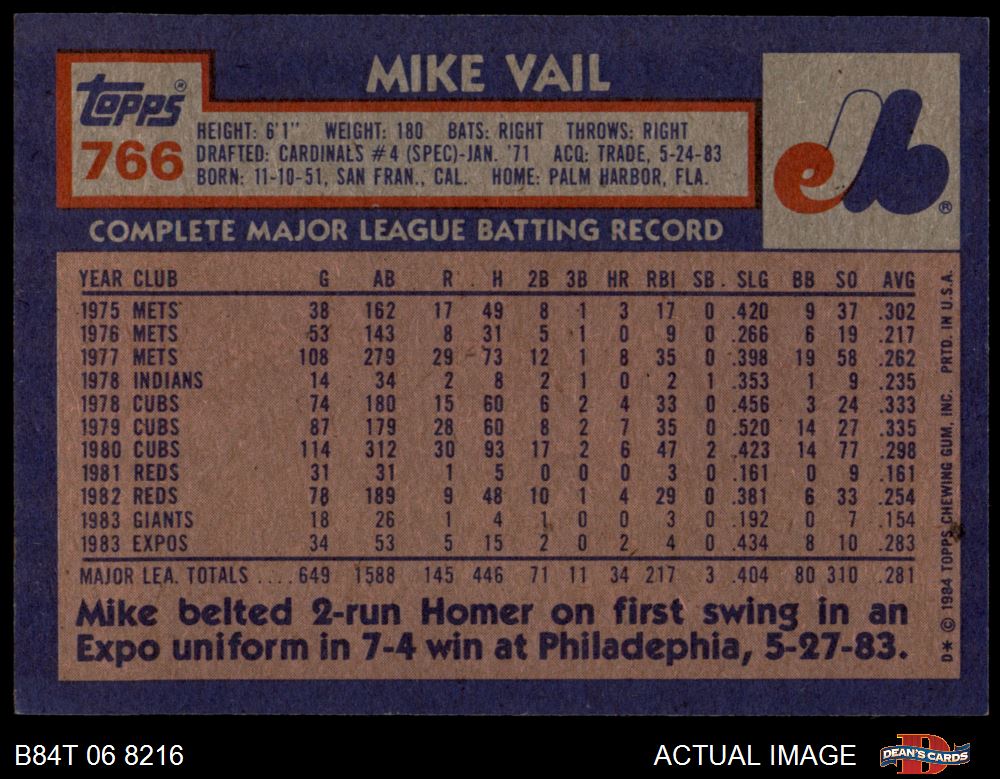 MIKE VAIL
Topps®
766
HEIGHT: 6'1" WEIGHT: 180 BATS: RIGHT THROWS: RIGHT
DRAFTED: CARDINALS #4 (SPEC)-JAN. '71 ACQ: TRADE, 5-24-83
BORN: 11-10-51, SAN FRAN., CAL. HOME: PALM HARBOR, FLA.
eb®
COMPLETE MAJOR LEAGUE BATTING RECORD
YEAR CLUB G AB R H 2B 3B HR RBI SB SLG BB SO AVG
1975 METS 38 162 17 49 8 1 3 17 0 .420 9 37 .302
1976 METS 53 143 8 31 5 1 0 9 0 .266 6 19 .217
1977 METS 108 279 29 73 12 1 8 35 0 .398 19 58 .262
1978 INDIANS 14 34 2 8 2 1 0 2 1 .353 1 9 .235
1978 CUBS 74 180 15 60 6 2 4 33 0 .456 3 24 .333
1979 CUBS 87 179 28 60 8 2 7 35 0 .520 14 27 .335
1980 CUBS 114 312 30 93 17 2 6 47 2 .423 14 77 .298
1981 REDS 31 31 1 5 0 0 0 3 0 .161 0 9 .161
1982 REDS 78 189 9 48 10 1 4 29 0 .381 6 33 .254
1983 GIANTS 18 26 1 4 1 0 0 3 0 .192 0 7 .154
1983 EXPOS 34 53 5 15 2 0 2 4 0 .434 8 10 .283
MAJOR LEA. TOTALS .... 649 1588 145 446 71 11 34 217 3 .404 80 310 .281
Mike belted 2-run Homer on first swing in an
Expo uniform in 7-4 win at Philadephia, 5-27-83.
D* © 1984 TOPPS CHEWING GUM, INC. PRTD. IN U.S.A.
B84T 06 8216
ACTUAL IMAGE
D
DEAN'S CARDS